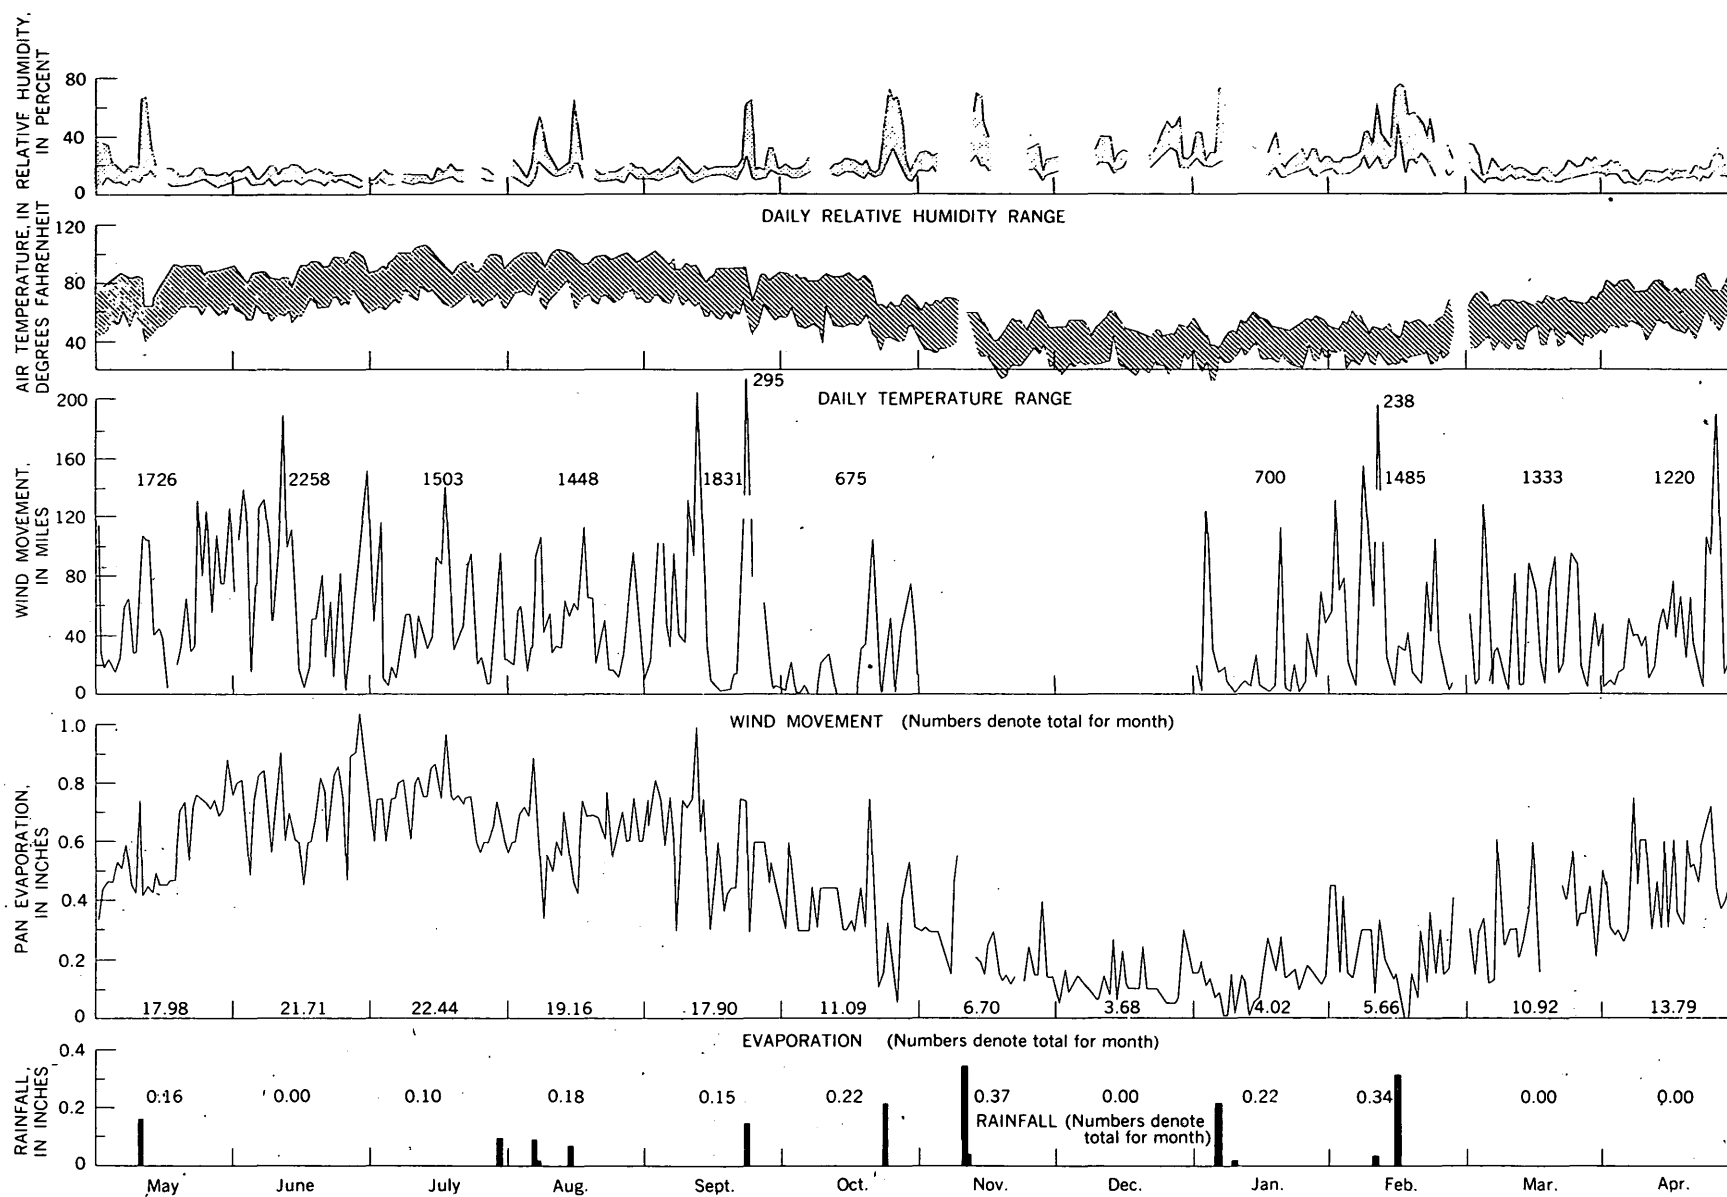 RELATIVE HUMIDITY,
IN PERCENT
80
40
0
DAILY RELATIVE HUMIDITY RANGE
AIR TEMPERATURE, IN
DEGREES FAHRENHEIT
120
80
40
DAILY TEMPERATURE RANGE
WIND MOVEMENT,
IN MILES
200
160
120
80
40
0
295
238
1726 2258 1503 1448 1831 675 700 1485 1333 1220
WIND MOVEMENT (Numbers denote total for month)
PAN EVAPORATION,
IN INCHES
1.0
0.8
0.6
0.4
0.2
0
17.98 21.71 22.44 19.16 17.90 11.09 6.70 3.68 4.02 5.66 10.92 13.79
EVAPORATION (Numbers denote total for month)
RAINFALL,
IN INCHES
0.4
0.2
0
0.16 0.00 0.10 0.18 0.15 0.22 0.37 0.00 0.22 0.34 0.00 0.00
RAINFALL (Numbers denote
total for month)
May June July Aug. Sept. Oct. Nov. Dec. Jan. Feb. Mar. Apr.